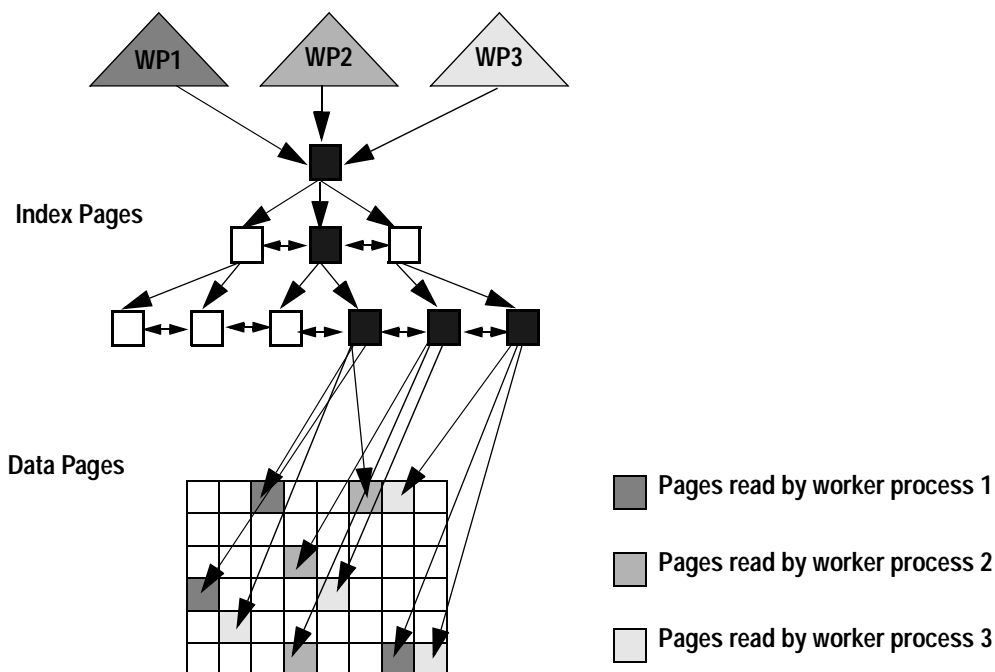 WP1
WP2
WP3
Index Pages
Data Pages
Pages read by worker process 1
Pages read by worker process 2
Pages read by worker process 3